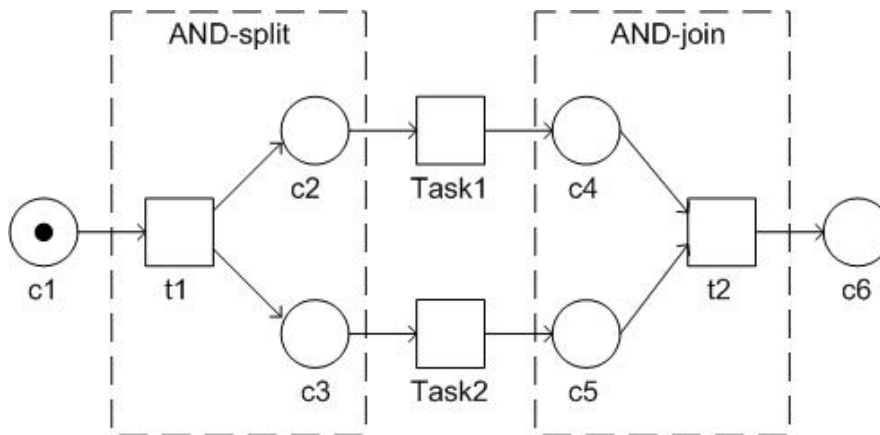 AND-split
AND-join
c2
Task1
c4
c1
t1
t2
c6
c3
Task2
c5